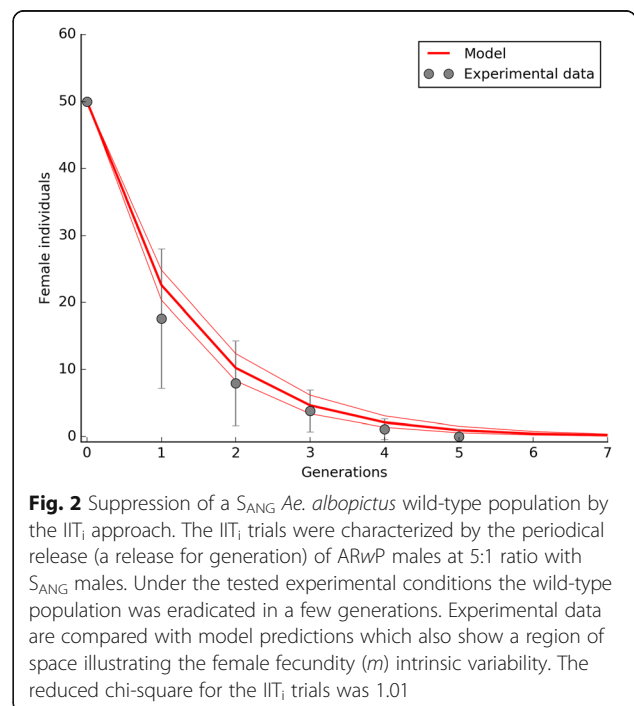 60
50
40
30
20
10
0
Female individuals
Model
Experimental data
0 1 2 3 4 5 6 7
Generations
Fig. 2 Suppression of a SANG Ae. albopictus wild-type population by
the IITi approach. The IITi trials were characterized by the periodical
release (a release for generation) of ARwP males at 5:1 ratio with
SANG males. Under the tested experimental conditions the wild-type
population was eradicated in a few generations. Experimental data
are compared with model predictions which also show a region of
space illustrating the female fecundity (m) intrinsic variability. The
reduced chi-square for the IITi trials was 1.01